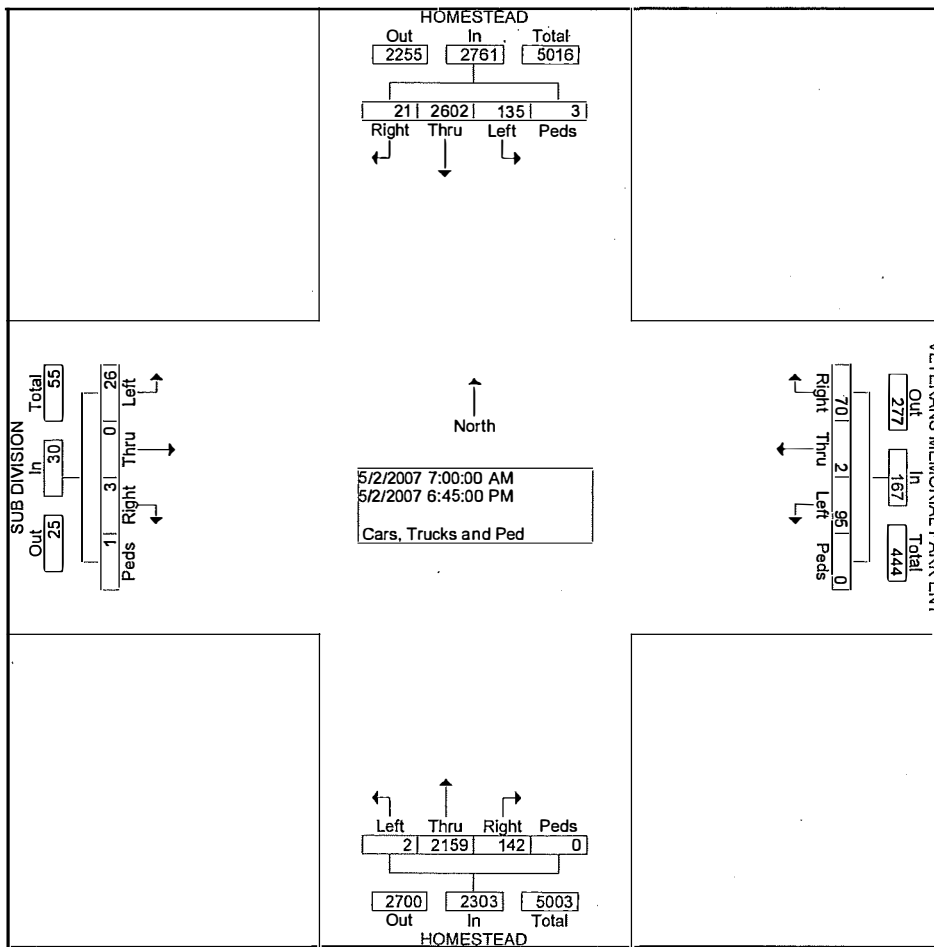 HOMESTEAD
Out In Total
2255 2761 5016
21 2602 135 3
Right Thru Left Peds
SUB DIVISION
Total In Out
55 30 25
26 0 3 1
Left Thru Right Peds
North
5/2/2007 7:00:00 AM
5/2/2007 6:45:00 PM
Cars, Trucks and Ped
VETERANS MEMORIAL PARK ENT
Out In Total
277 167 444
70 2 95 0
Right Thru Left Peds
Left Thru Right Peds
2 2159 142 0
2700 2303 5003
Out In Total
HOMESTEAD